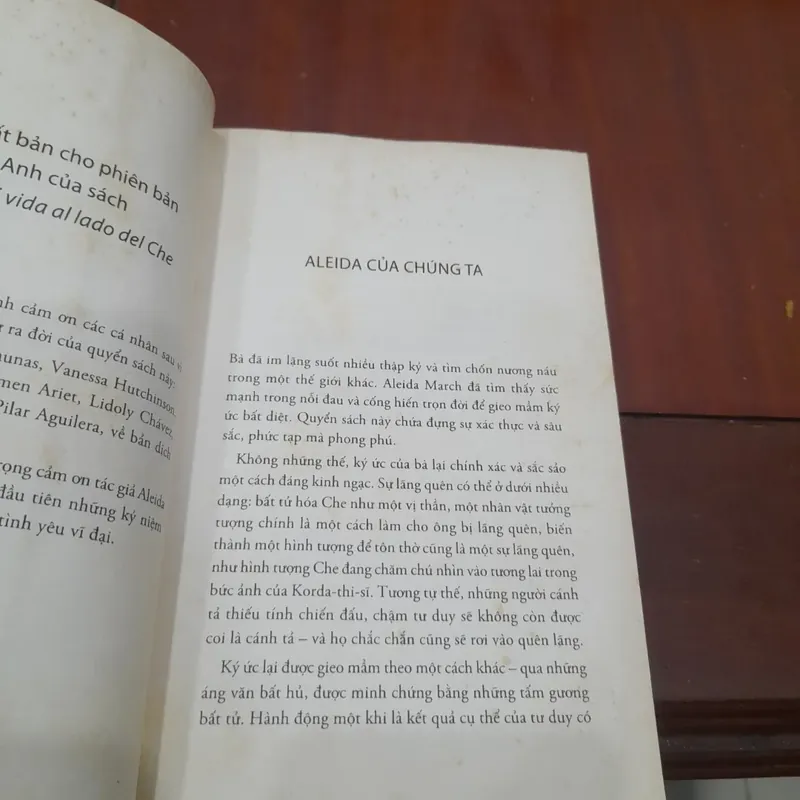 ất bản cho phiên bản
Anh của sách
vida al lado del Che
nh cảm ơn các cá nhân sau vì
ra đời của quyển sách này:
unas, Vanessa Hutchinson,
men Ariet, Lidoly Chávez,
Pilar Aguilera, về bản dịch
rọng cảm ơn tác giả Aleida
đầu tiên những ký niệm
tình yêu vĩ đại.
ALEIDA CỦA CHÚNG TA
Bà đã im lặng suốt nhiều thập kỷ và tìm chốn nương náu
trong một thế giới khác. Aleida March đã tìm thấy sức
mạnh trong nỗi đau và cống hiến trọn đời để gieo mầm ký
ức bất diệt. Quyển sách này chứa đựng sự xác thực và sâu
sắc, phức tạp mà phong phú.
Không những thế, ký ức của bà lại chính xác và sắc sảo
một cách đáng kinh ngạc. Sự lãng quên có thể ở dưới nhiều
dạng: bất tử hóa Che như một vị thần, một nhân vật tưởng
tượng chính là một cách làm cho ông bị lãng quên, biến
thành một hình tượng để tôn thờ cũng là một sự lãng quên,
như hình tượng Che đang chăm chú nhìn vào tương lai trong
bức ảnh của Korda-thi-sĩ. Tương tự thế, những người cánh
tả thiếu tính chiến đấu, chậm tư duy sẽ không còn được
coi là cánh tả – và họ chắc chắn cũng sẽ rơi vào quên lãng.
Ký ức lại được gieo mầm theo một cách khác – qua những
áng văn bất hủ, được minh chứng bằng những tấm gương
bất tử. Hành động một khi là kết quả cụ thể của tư duy có